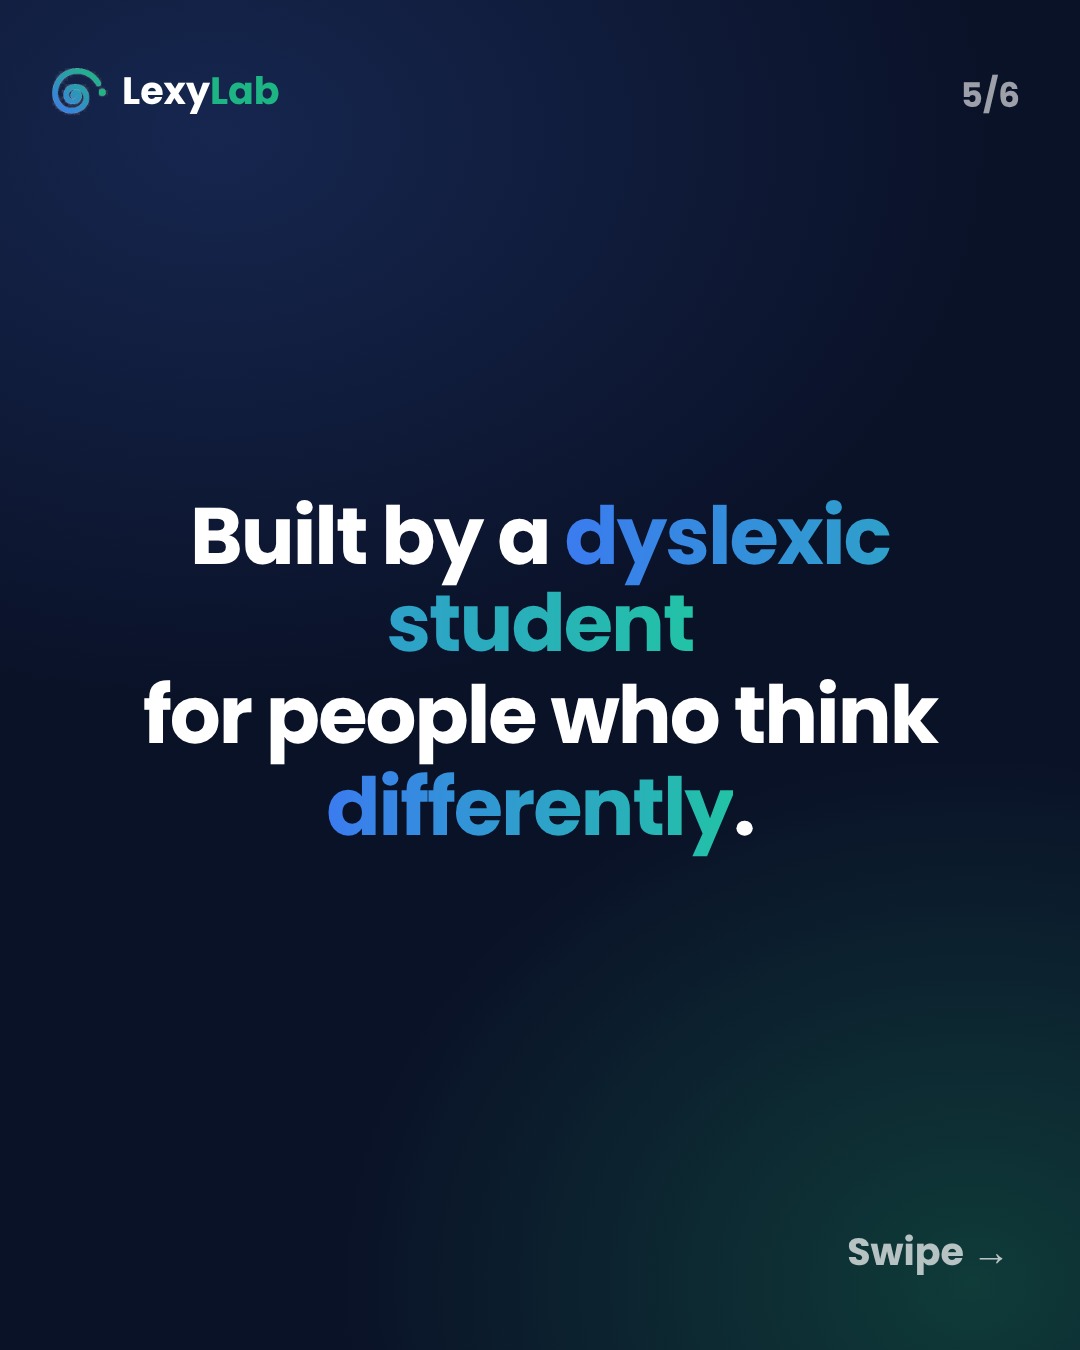 LexyLab
5/6
Built by a dyslexic
student
for people who think
differently.
Swipe →